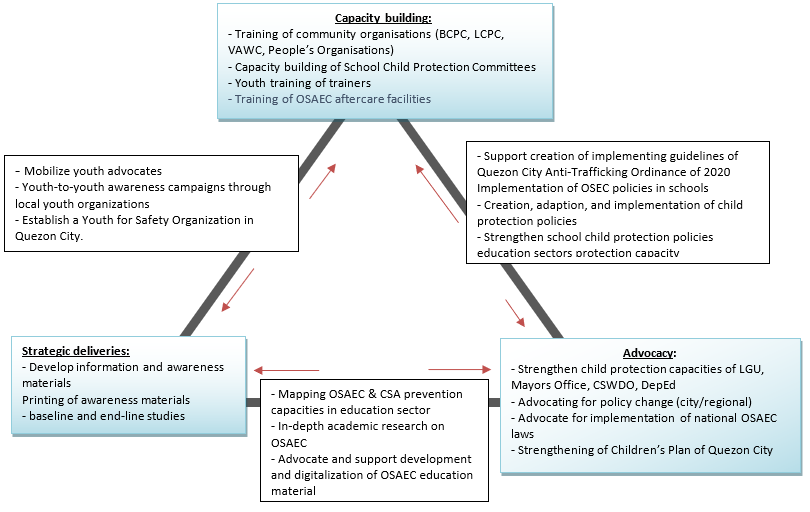 Capacity building:
- Training of community organisations (BCPC, LCPC,
VAWC, People's Organisations)
- Capacity building of School Child Protection Committees
- Youth training of trainers
- Training of OSAEC aftercare facilities
- Mobilize youth advocates
- Youth-to-youth awareness campaigns through
local youth organizations
- Establish a Youth for Safety Organization in
Quezon City.
- Support creation of implementing guidelines of
Quezon City Anti-Trafficking Ordinance of 2020
Implementation of OSEC policies in schools
- Creation, adaption, and implementation of child
protection policies
- Strengthen school child protection policies
education sectors protection capacity
Strategic deliveries:
- Develop information and awareness
materials
Printing of awareness materials
- baseline and end-line studies
- Mapping OSAEC & CSA prevention
capacities in education sector
- In-depth academic research on
OSAEC
- Advocate and support development
and digitalization of OSAEC education
material
Advocacy:
- Strengthen child protection capacities of LGU,
Mayors Office, CSWDO, DepEd
- Advocating for policy change (city/regional)
- Advocate for implementation of national OSAEC
laws
- Strengthening of Children's Plan of Quezon City